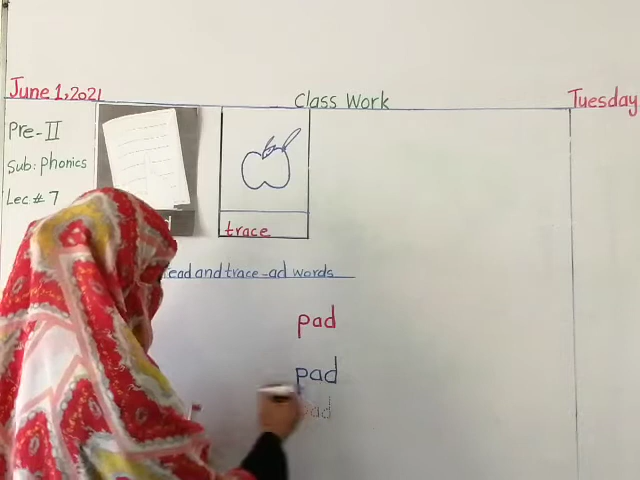 June 1, 2021
Class Work
Tuesday
Pre-II
Sub: Phonics
Lec # 7
trace
and trace -ad words
pad
pad
pad